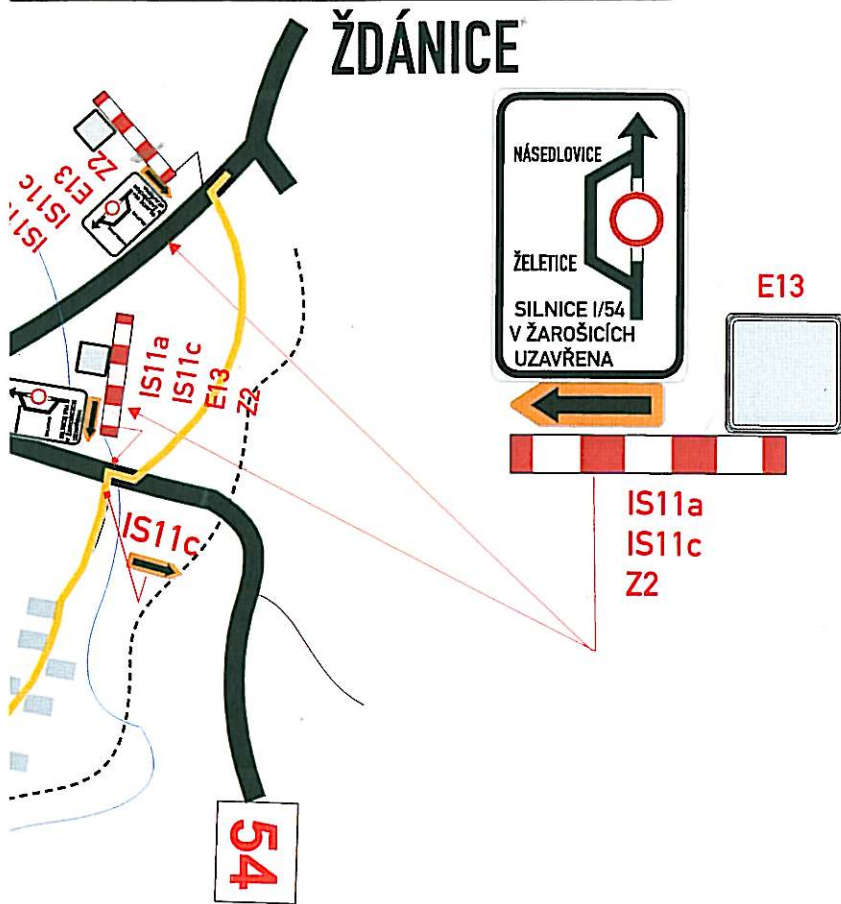 ŽDÁNICE
NÁSEDLOVICE
ŽELETICE
SILNICE I/54
V ŽAROŠICÍCH
UZAVŘENA
E13
IS11a
IS11c
Z2
Z2
E13
IS11c
IS11
IS11a
IS11c
E13
Z2
IS11c
54